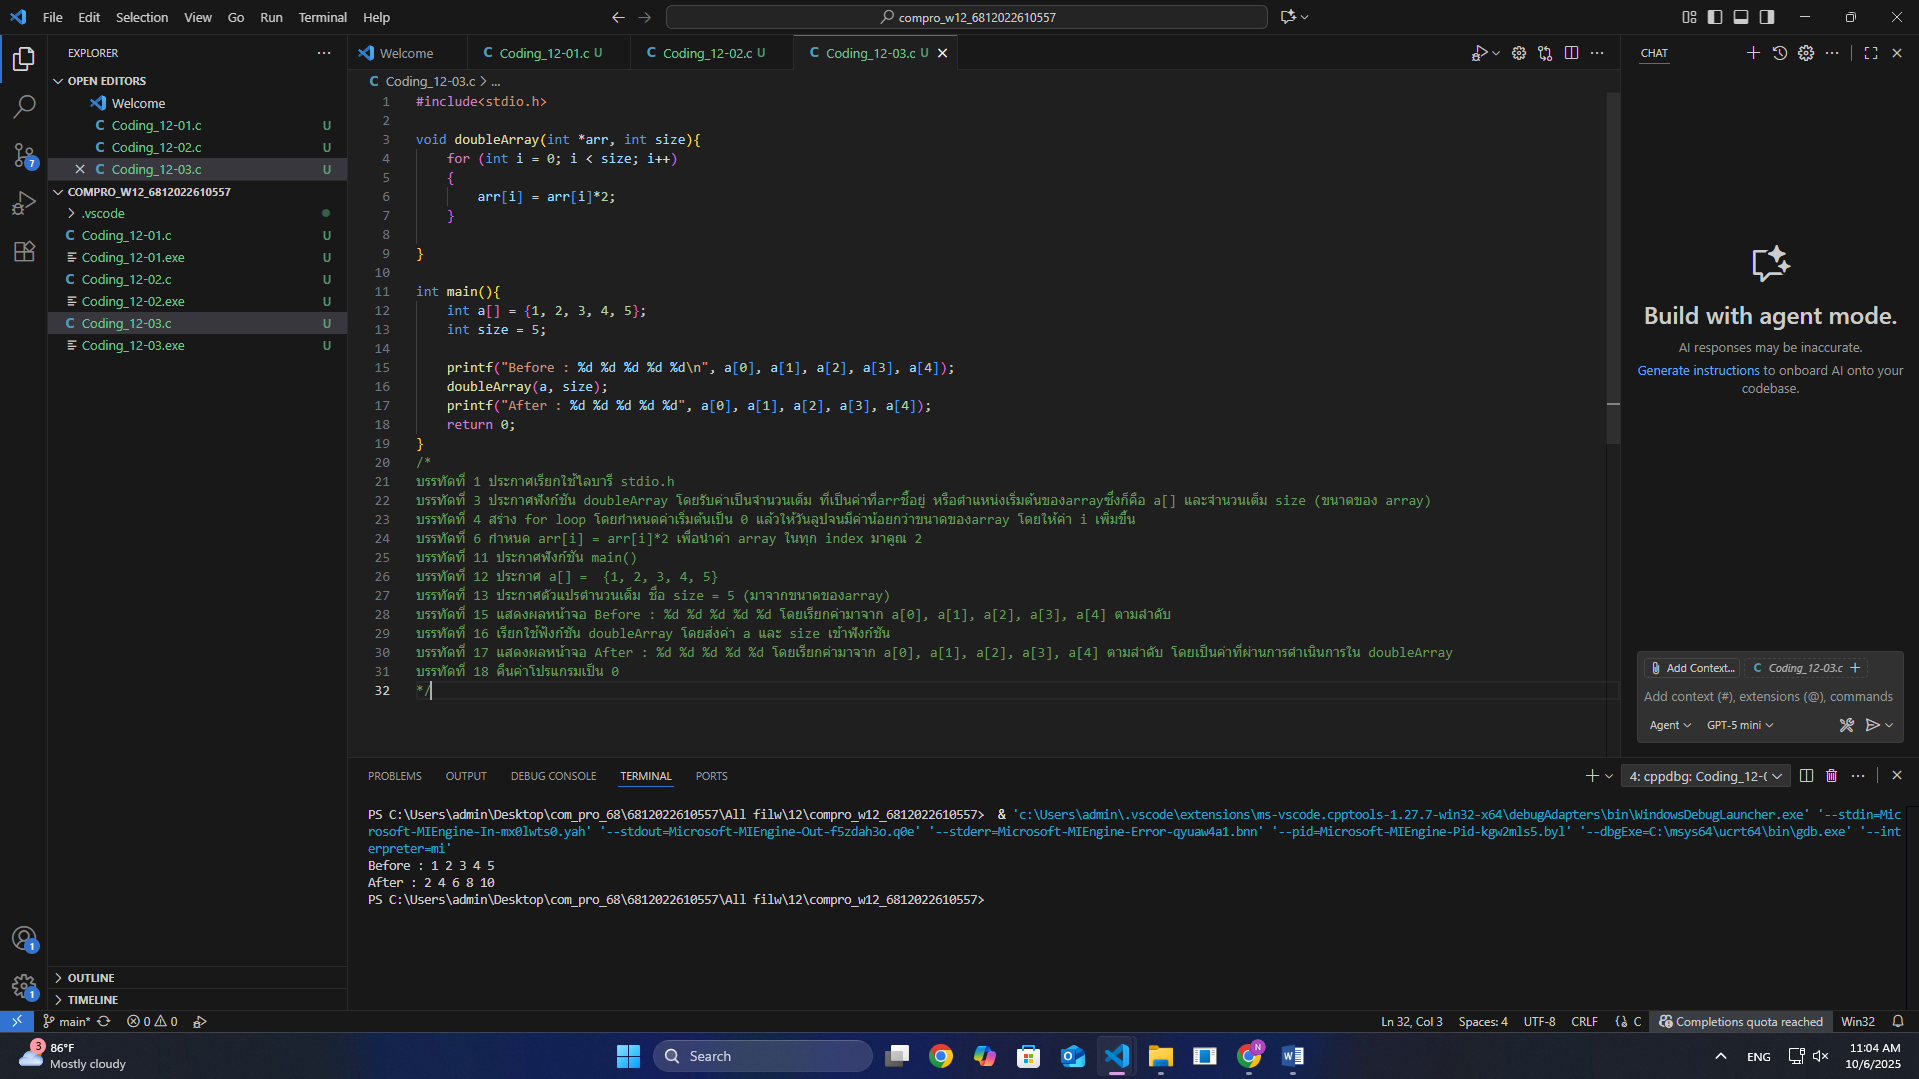 File Edit Selection View Go Run Terminal Help
compro_w12_6812022610557
EXPLORER
OPEN EDITORS
Welcome
Coding_12-01.c U
Coding_12-02.c U
Coding_12-03.c U
COMPRO_W12_6812022610557
.vscode
Coding_12-01.c U
Coding_12-01.exe U
Coding_12-02.c U
Coding_12-02.exe U
Coding_12-03.c U
Coding_12-03.exe U
OUTLINE
TIMELINE
7
1
1
Welcome
C Coding_12-01.c U
C Coding_12-02.c U
C Coding_12-03.c U
C Coding_12-03.c > ...
1 #include<stdio.h>
2
3 void doubleArray(int *arr, int size){
4 for (int i = 0; i < size; i++)
5 {
6 arr[i] = arr[i]*2;
7 }
8
9 }
10
11 int main(){
12 int a[] = {1, 2, 3, 4, 5};
13 int size = 5;
14
15 printf("Before : %d %d %d %d %d\n", a[0], a[1], a[2], a[3], a[4]);
16 doubleArray(a, size);
17 printf("After : %d %d %d %d %d", a[0], a[1], a[2], a[3], a[4]);
18 return 0;
19 }
20 /*
21 บรรทัดที่ 1 ประกาศเรียกใช้ไลบารี stdio.h
22 บรรทัดที่ 3 ประกาศฟังก์ชัน doubleArray โดยรับค่าเป็นจำนวนเต็ม ที่เป็นค่าที่arrชี้อยู่ หรือตำแหน่งเริ่มต้นของarrayซึ่งก็คือ a[] และจำนวนเต็ม size (ขนาดของ array)
23 บรรทัดที่ 4 สร่าง for loop โดยกำหนดค่าเริ่มต้นเป็น 0 แล้วให้วันลูปจนมีค่าน้อยกว่าขนาดของarray โดยให้ค่า i เพิ่มขึ้น
24 บรรทัดที่ 6 กำหนด arr[i] = arr[i]*2 เพื่อนำค่า array ในทุก index มาคูณ 2
25 บรรทัดที่ 11 ประกาศฟังก์ชัน main()
26 บรรทัดที่ 12 ประกาศ a[] =  {1, 2, 3, 4, 5}
27 บรรทัดที่ 13 ประกาศตัวแปรตำนวนเต็ม ชื่อ size = 5 (มาจากขนาดของarray)
28 บรรทัดที่ 15 แสดงผลหน้าจอ Before : %d %d %d %d %d โดยเรียกค่ามาจาก a[0], a[1], a[2], a[3], a[4] ตามลำดับ
29 บรรทัดที่ 16 เรียกใช้ฟังก์ชัน doubleArray โดยส่งค่า a และ size เข้าฟังก์ชัน
30 บรรทัดที่ 17 แสดงผลหน้าจอ After : %d %d %d %d %d โดยเรียกค่ามาจาก a[0], a[1], a[2], a[3], a[4] ตามลำดับ โดยเป็นค่าที่ผ่านการดำเนินการใน doubleArray
31 บรรทัดที่ 18 คืนค่าโปรแกรมเป็น 0
32 */
PROBLEMS OUTPUT DEBUG CONSOLE TERMINAL PORTS
4: cppdbg: Coding_12-0
PS C:\Users\admin\Desktop\com_pro_68\6812022610557\All filw\12\compro_w12_6812022610557>  & 'c:\Users\admin\.vscode\extensions\ms-vscode.cpptools-1.27.7-win32-x64\debugAdapters\bin\WindowsDebugLauncher.exe' '--stdin=Mic
rosoft-MIEngine-In-mx0lwts0.yah' '--stdout=Microsoft-MIEngine-Out-f5zdah3o.q0e' '--stderr=Microsoft-MIEngine-Error-qyuaw4a1.bnn' '--pid=Microsoft-MIEngine-Pid-kgw2mls5.byl' '--dbgExe=C:\msys64\ucrt64\bin\gdb.exe' '--int
erpreter=mi'
Before : 1 2 3 4 5
After : 2 4 6 8 10
PS C:\Users\admin\Desktop\com_pro_68\6812022610557\All filw\12\compro_w12_6812022610557>
CHAT
Build with agent mode.
AI responses may be inaccurate.
Generate instructions to onboard AI onto your
codebase.
Add Context... C Coding_12-03.c +
Add context (#), extensions (@), commands
Agent GPT-5 mini
main* 0 0
Ln 32, Col 3 Spaces: 4 UTF-8 CRLF C Completions quota reached Win32
3 86°F
Mostly cloudy
Search
N
ENG
11:04 AM
10/6/2025